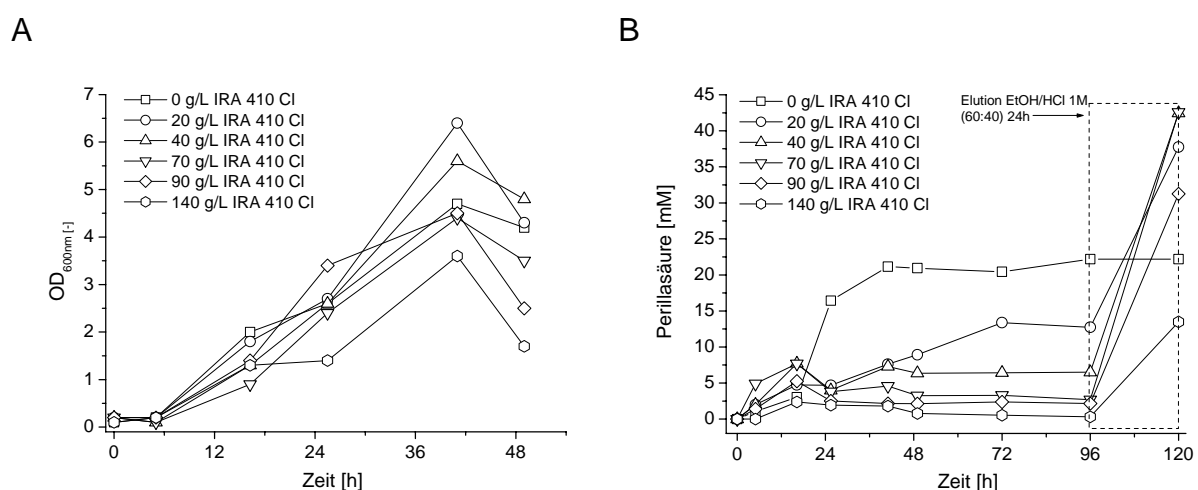 A
7
6
5
4
3
2
1
0
OD600nm [-]
0 g/L IRA 410 Cl
20 g/L IRA 410 Cl
40 g/L IRA 410 Cl
70 g/L IRA 410 Cl
90 g/L IRA 410 Cl
140 g/L IRA 410 Cl
0 12 24 36 48
Zeit [h]
B
45
40
35
30
25
20
15
10
5
0
Perillasäure [mM]
0 g/L IRA 410 Cl
20 g/L IRA 410 Cl
40 g/L IRA 410 Cl
70 g/L IRA 410 Cl
90 g/L IRA 410 Cl
140 g/L IRA 410 Cl
Elution EtOH/HCl 1M
(60:40) 24h
0 24 48 72 96 120
Zeit [h]